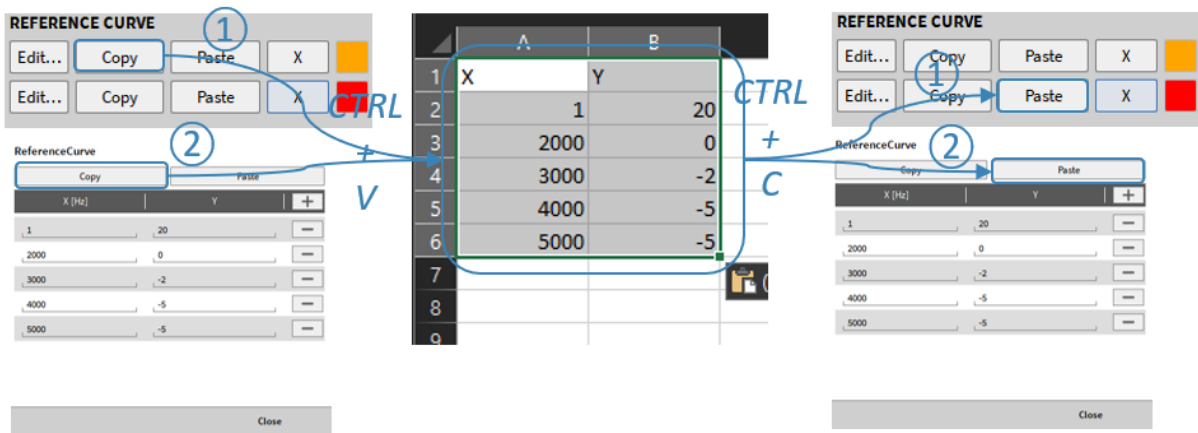 REFERENCE CURVE
Edit... Copy Paste X
Edit... Copy Paste X
1
2
ReferenceCurve
Copy Paste
X [Hz] Y +
1 20 −
2000 0 −
3000 -2 −
4000 -5 −
5000 -5 −
Close
CTRL
+
V
A B
1 X Y
2 1 20
3 2000 0
4 3000 -2
5 4000 -5
6 5000 -5
7
8
9
CTRL
+
C
REFERENCE CURVE
Edit... Copy Paste X
Edit... Copy Paste X
1
2
ReferenceCurve
Copy Paste
X [Hz] Y +
1 20 −
2000 0 −
3000 -2 −
4000 -5 −
5000 -5 −
Close